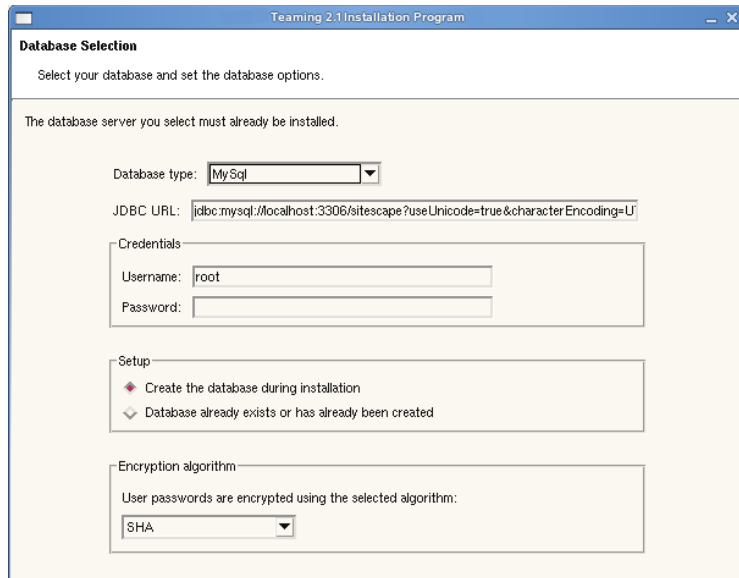 Teaming 2.1 Installation Program
Database Selection
Select your database and set the database options.
The database server you select must already be installed.
Database type: MySql
JDBC URL: jdbc:mysql://localhost:3306/sitescape?useUnicode=true&characterEncoding=U
Credentials
Username: root
Password:
Setup
Create the database during installation
Database already exists or has already been created
Encryption algorithm
User passwords are encrypted using the selected algorithm:
SHA